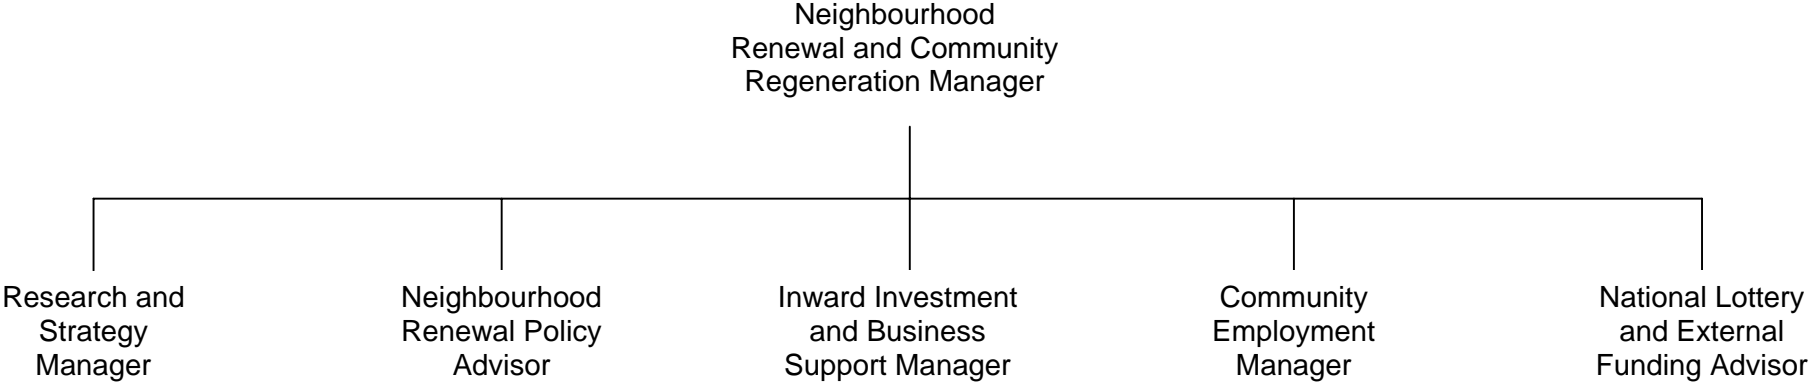 Neighbourhood
Renewal and Community
Regeneration Manager
Research and
Strategy
Manager
Neighbourhood
Renewal Policy
Advisor
Inward Investment
and Business
Support Manager
Community
Employment
Manager
National Lottery
and External
Funding Advisor